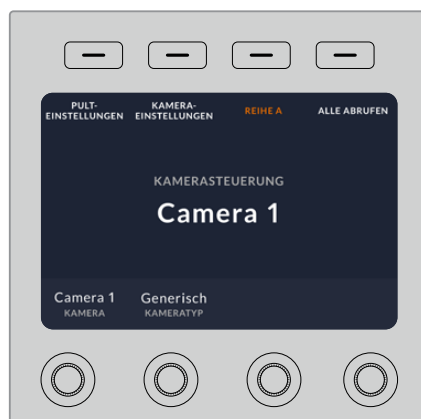 PULT-
EINSTELLUNGEN
KAMERA-
EINSTELLUNGEN
REIHE A
ALLE ABRUFEN
KAMERASTEUERUNG
Camera 1
Camera 1
KAMERA
Generisch
KAMERATYP